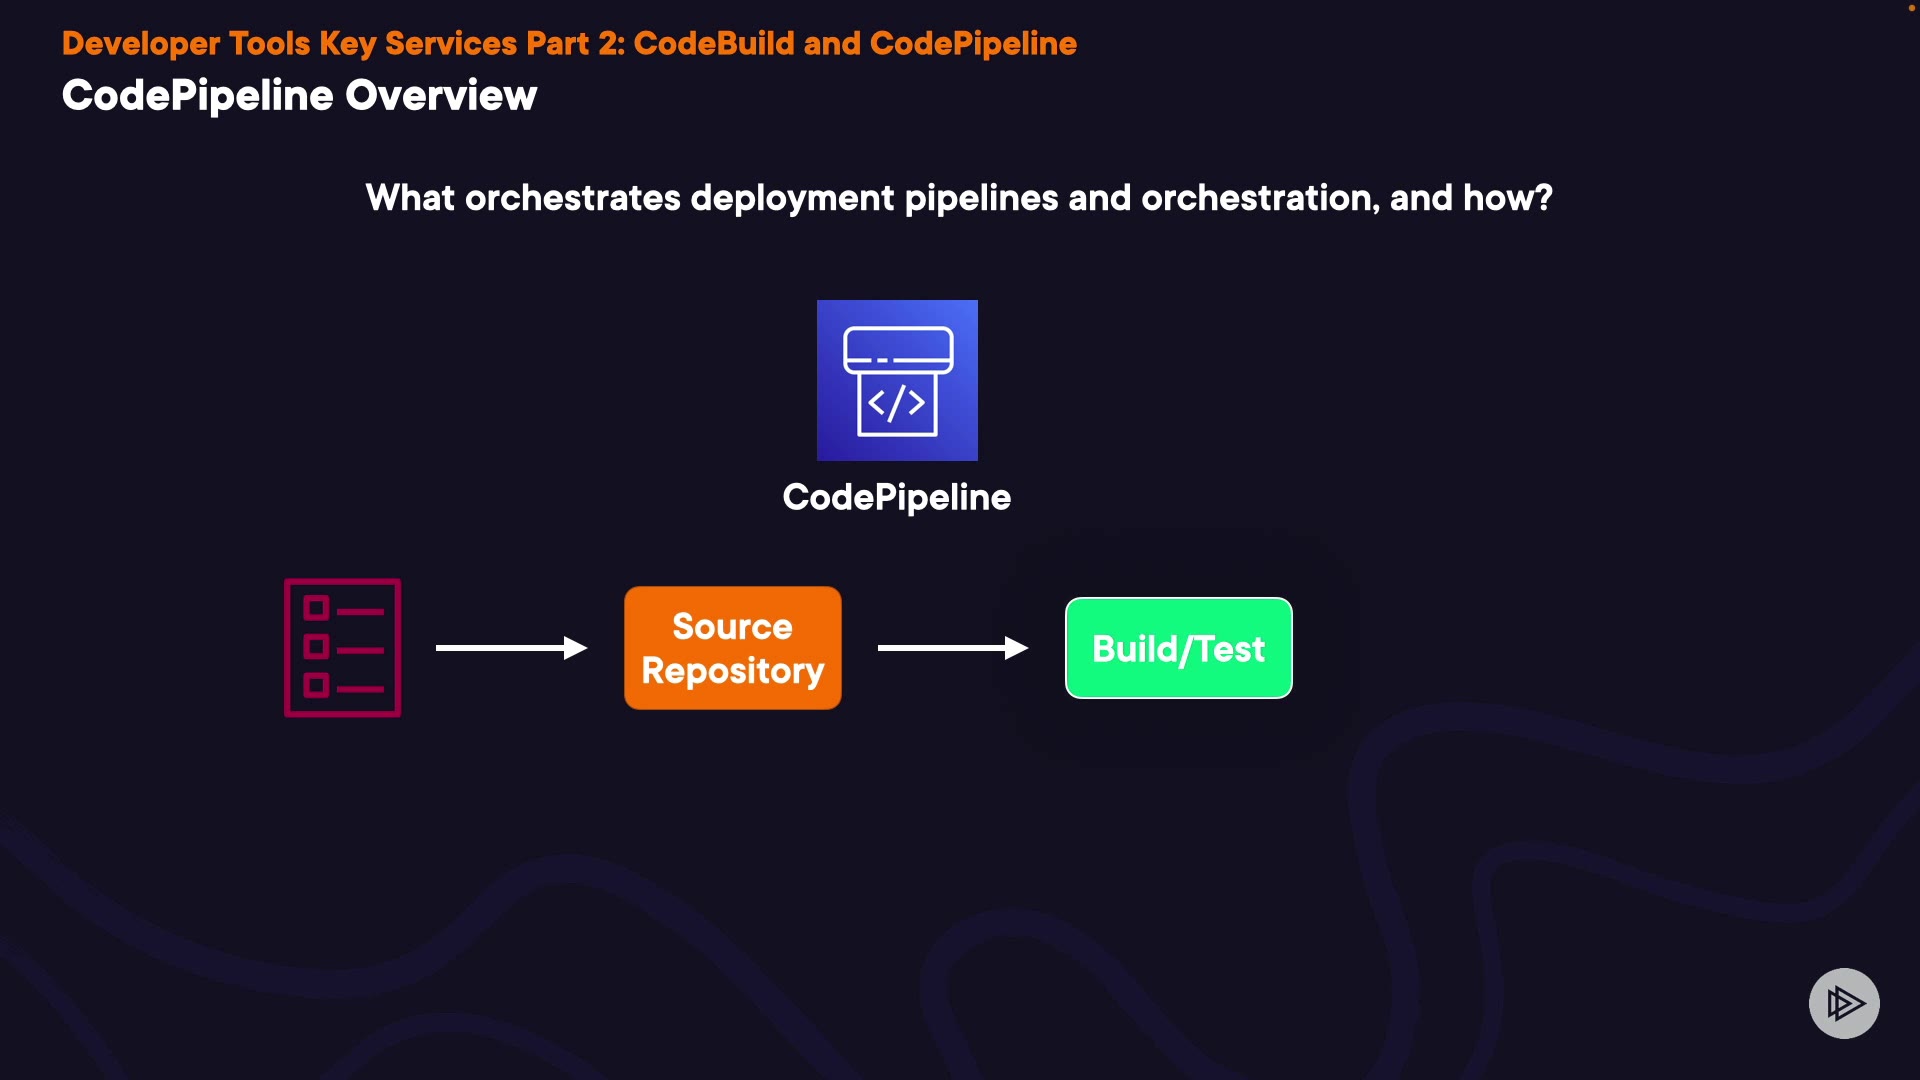 Developer Tools Key Services Part 2: CodeBuild and CodePipeline
CodePipeline Overview
What orchestrates deployment pipelines and orchestration, and how?
</>
CodePipeline
Source
Repository
Build/Test